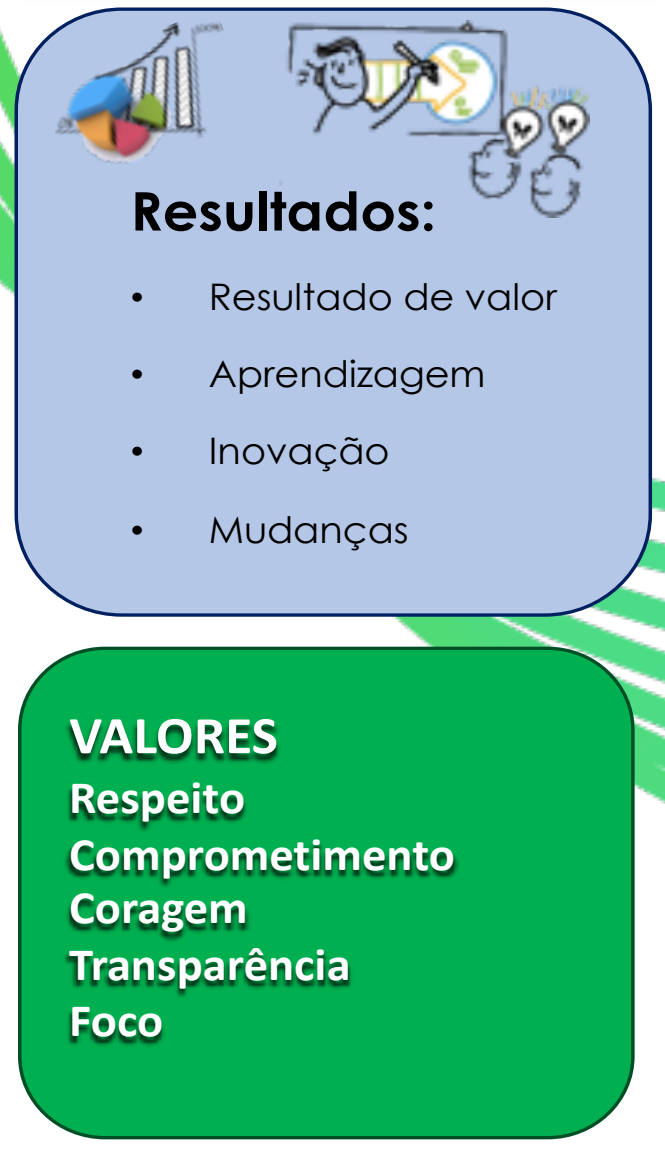 Resultados:
• Resultado de valor
• Aprendizagem
• Inovação
• Mudanças
VALORES
Respeito
Comprometimento
Coragem
Transparência
Foco